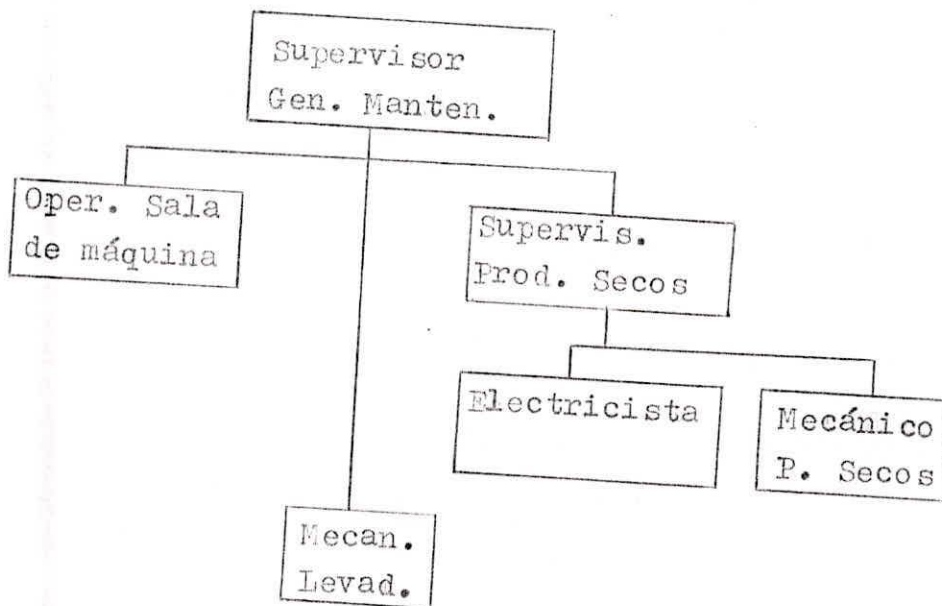 Supervisor
Gen. Manten.
Oper. Sala
de máquina
Supervis.
Prod. Secos
Electricista
Mecánico
P. Secos
Mecan.
Levad.